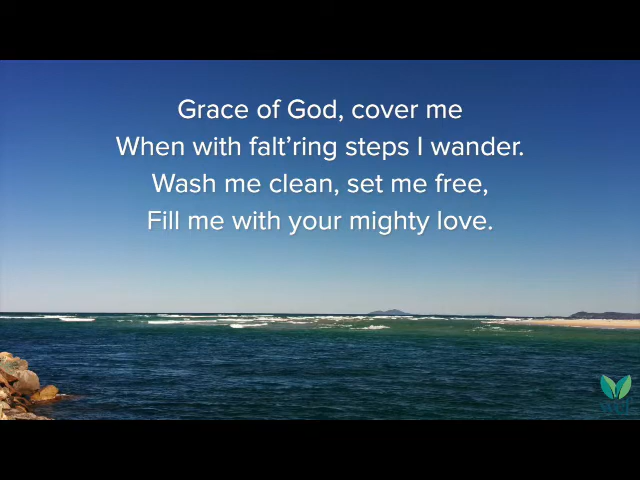 Grace of God, cover me
When with falt’ring steps I wander.
Wash me clean, set me free,
Fill me with your mighty love.